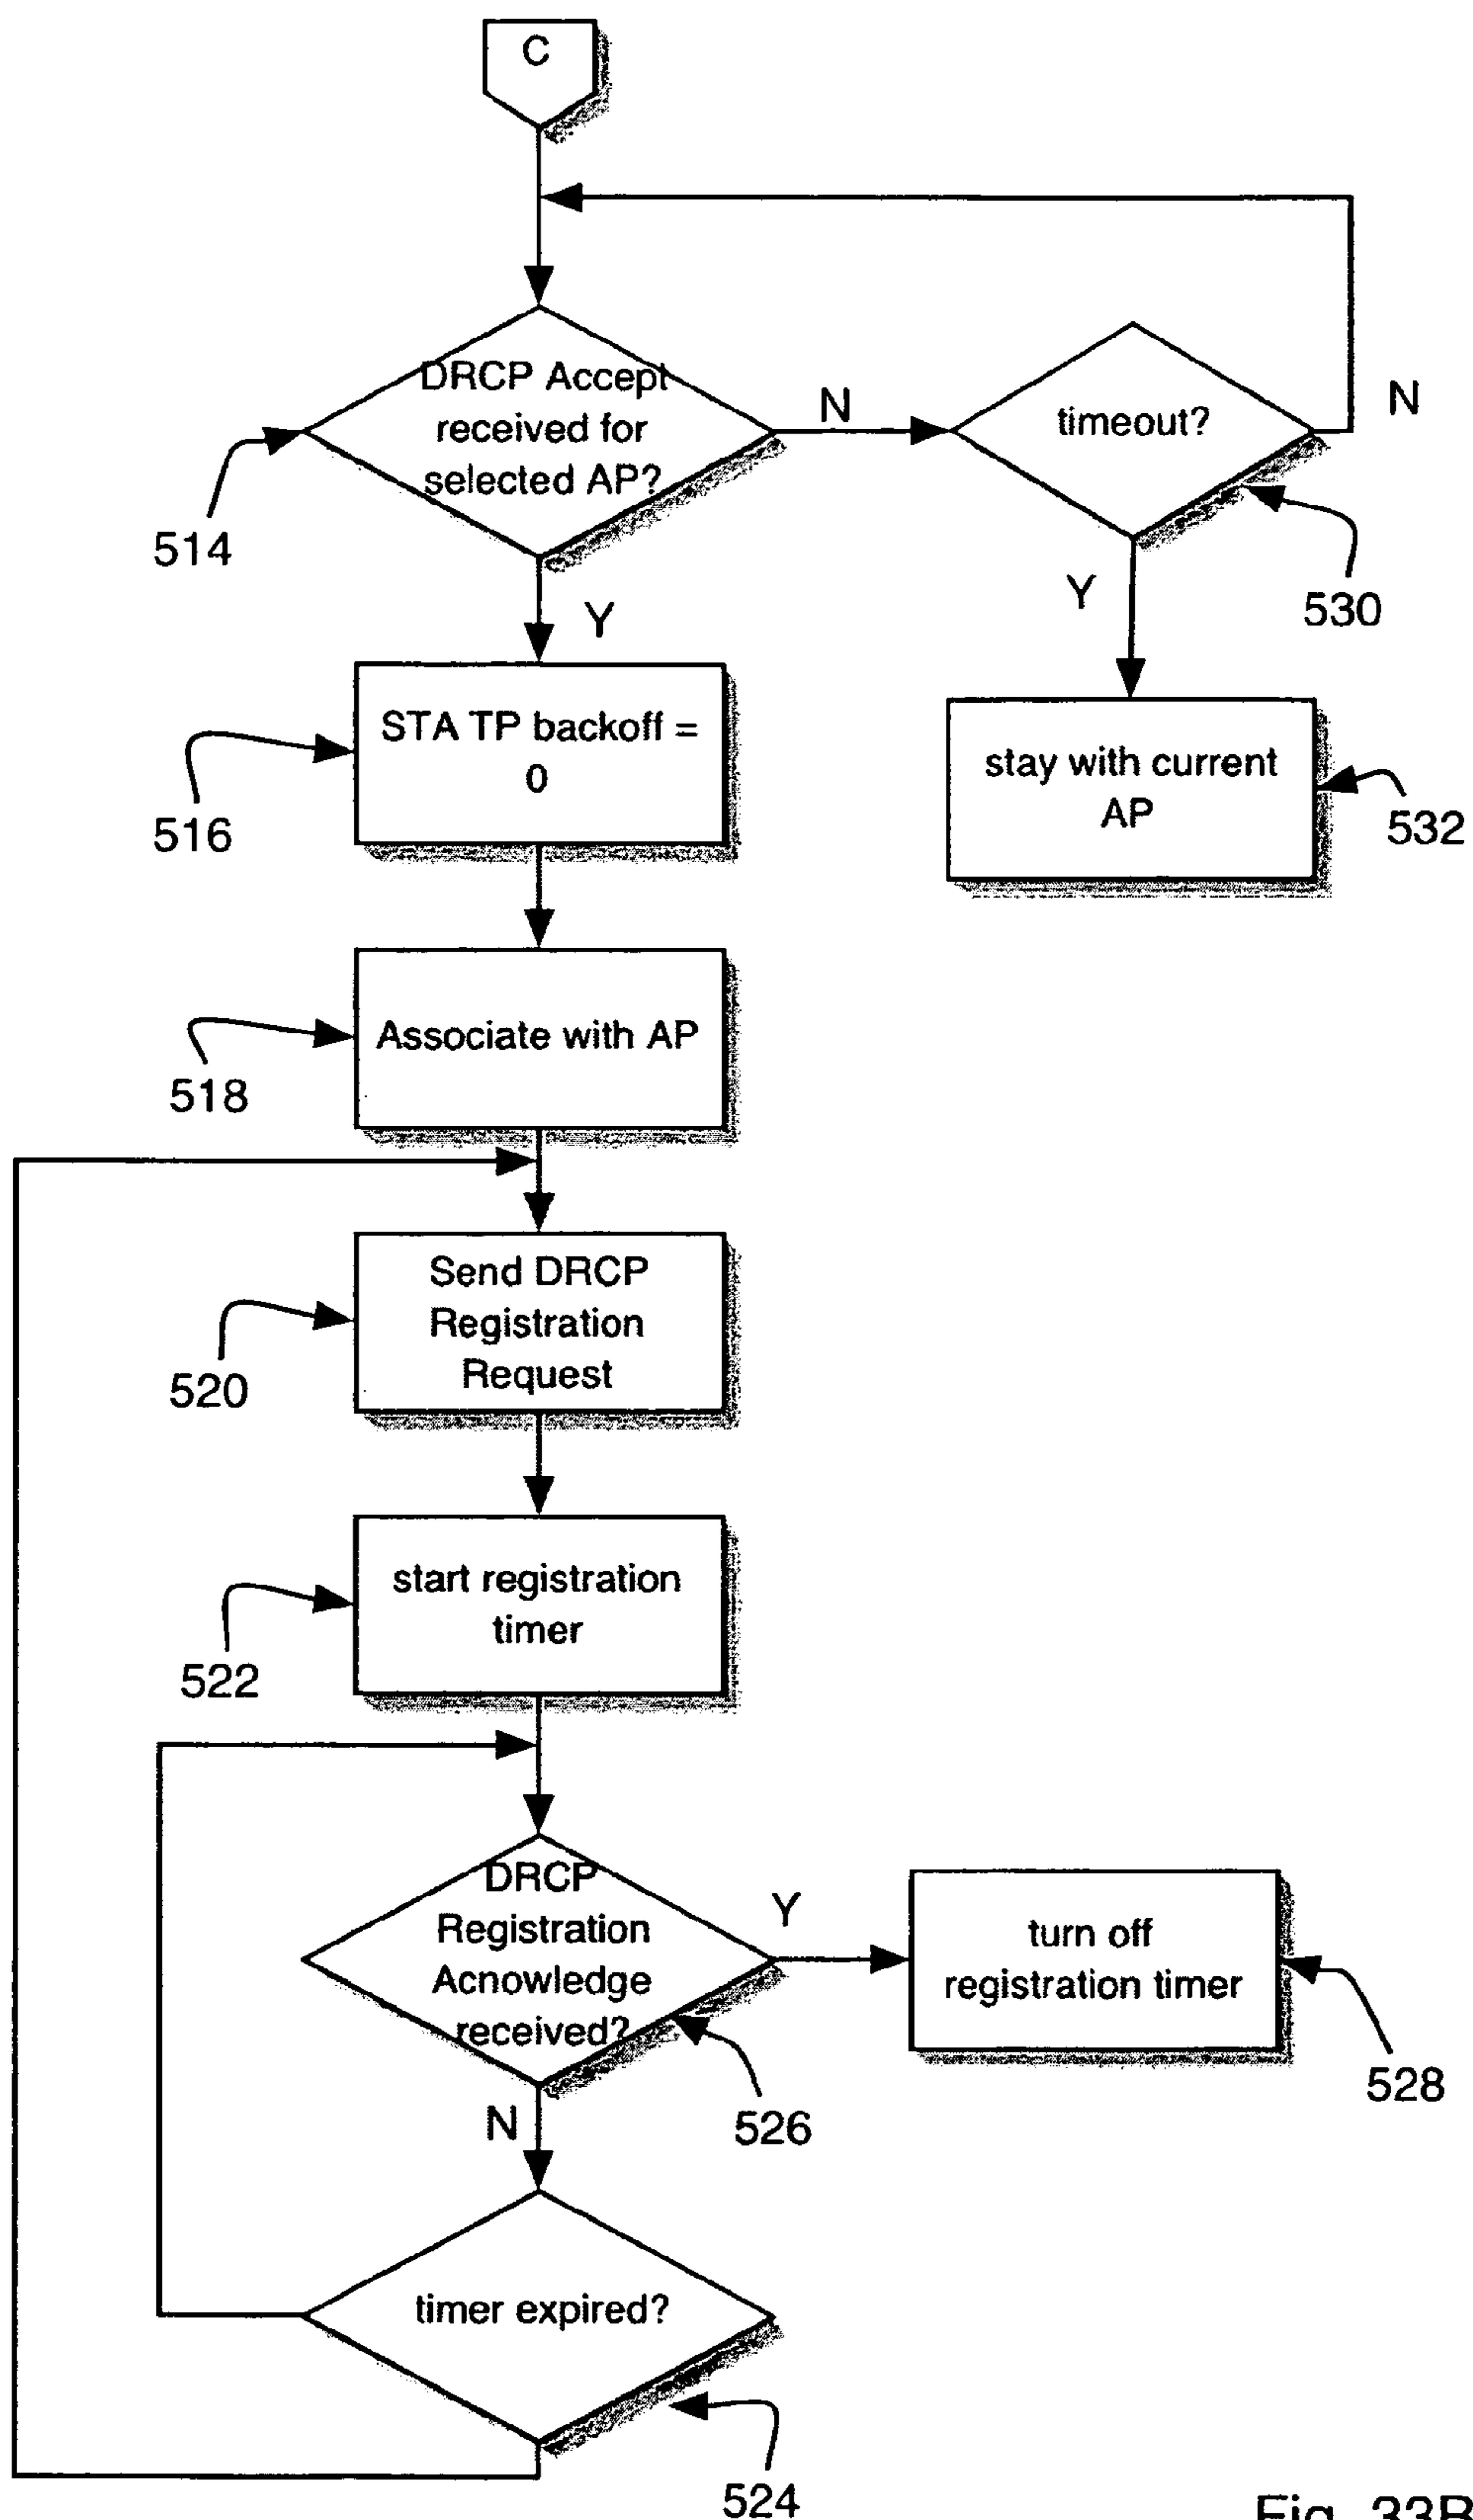 C
DRCP Accept
received for
selected AP?
N
timeout?
N
514
Y
Y
530
STA TP backoff =
0
516
stay with current
AP
532
Associate with AP
518
Send DRCP
Registration
Request
520
start registration
timer
522
DRCP
Registration
Acnowledge
received?
Y
turn off
registration timer
528
N
526
timer expired?
524
Fig. 33B